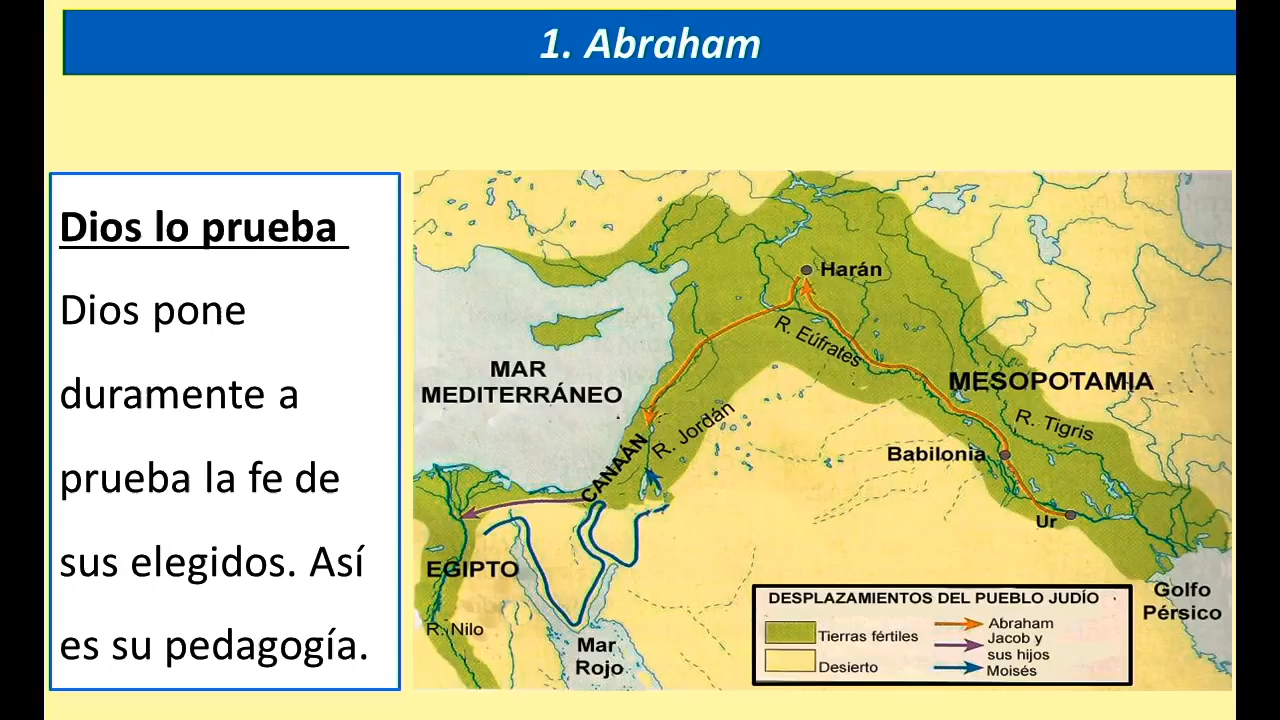 1. Abraham
Dios lo prueba
Dios pone
duramente a
prueba la fe de
sus elegidos. Así
es su pedagogía.
Harán
R. Eúfrates
MAR
MEDITERRÁNEO
MESOPOTAMIA
R. Tigris
R. Jordán
CANAÁN
Babilonia
Ur
EGIPTO
R. Nilo
Mar
Rojo
Golfo
Pérsico
DESPLAZAMIENTOS DEL PUEBLO JUDÍO
Tierras fértiles
Desierto
Abraham
Jacob y
sus hijos
Moisés